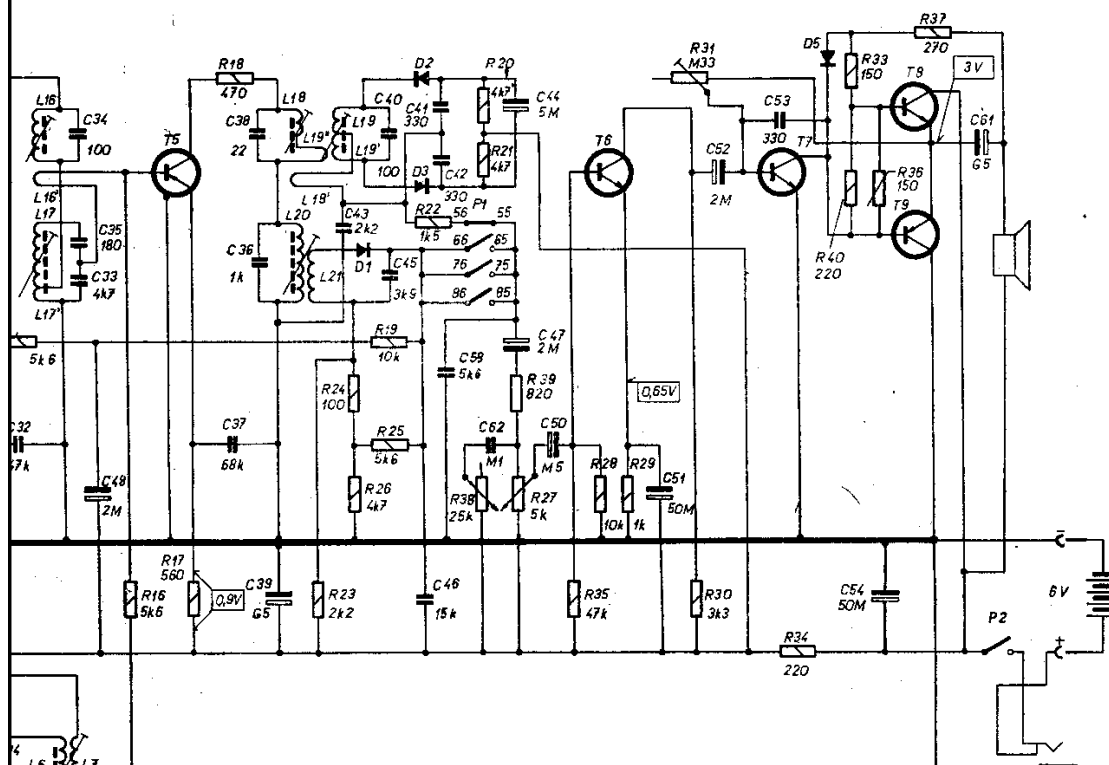 L16
C34
100
L16'
L17
C35
180
C33
4k7
L17'
5k6
C32
47k
C48
2M
T5
R18
470
C38
22
L18
L19"
L19
L19'
L18'
C40
100
D2
D3
C41
330
C42
330
R20
4k7
R21
4k7
C44
5M
C36
1k
L20
L21
C43
2k2
D1
C45
3k9
R22
1k5
P1
56 55
66 65
76 75
86 85
R19
10k
C58
5k6
C47
2M
R39
820
R24
100
R25
5k6
R26
4k7
C62
M1
R38
25k
R27
5k
C50
M5
R28
10k
R29
1k
C51
50M
T6
0,65V
R31
M33
C52
2M
C53
330
T7
D5
R33
150
R37
270
T8
3V
R36
150
R40
220
T9
C61
G5
C37
68k
R17
560
0,9V
R16
5k6
C39
G5
R23
2k2
C46
15k
R35
47k
R30
3k3
C54
50M
R34
220
P2
6V
-
+